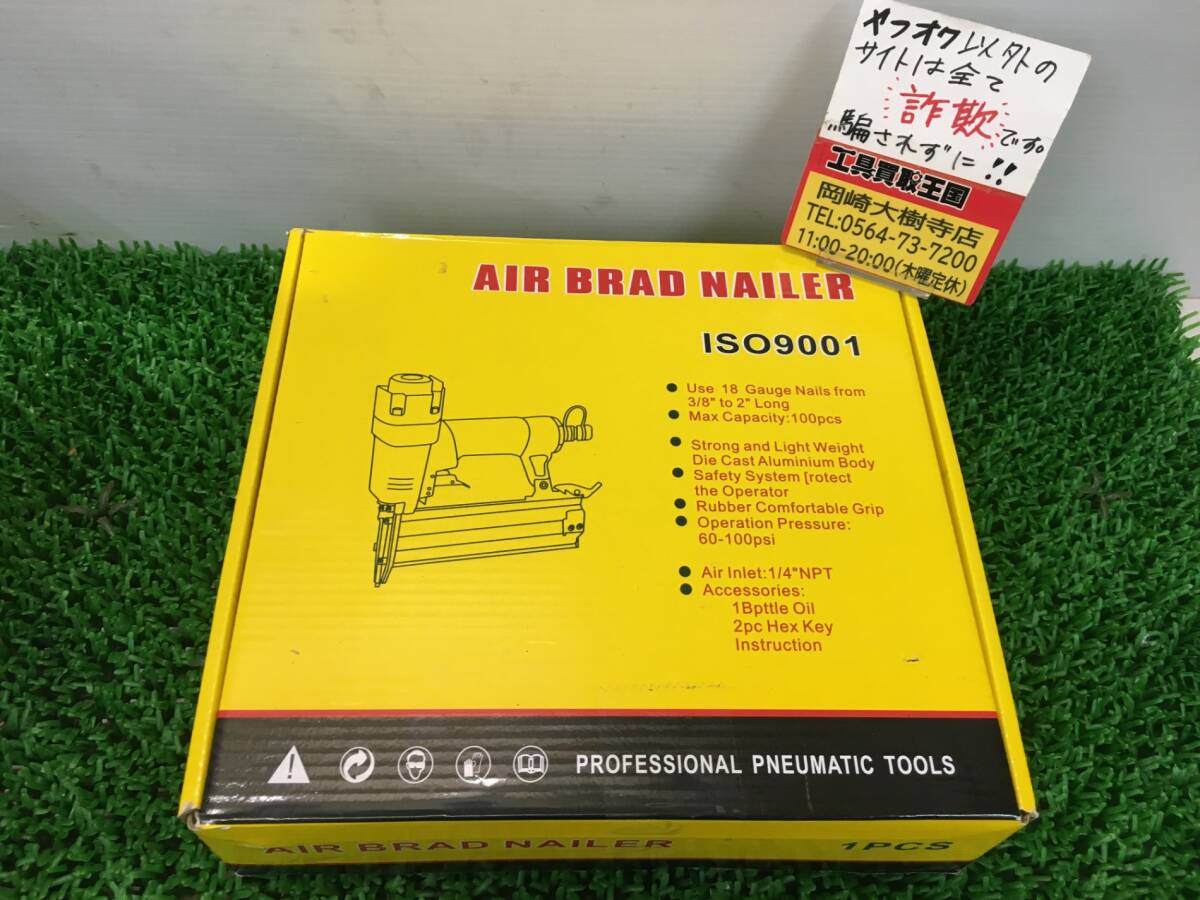 ヤフオク以外の
サイトは全て
詐欺です。
騙されずに!!
工具買取王国
岡崎大樹寺店
TEL:0564-73-7200
11:00-20:00(木曜定休)
AIR BRAD NAILER
ISO9001
● Use 18 Gauge Nails from
3/8" to 2" Long
● Max Capacity:100pcs
● Strong and Light Weight
Die Cast Aluminium Body
● Safety System [rotect
the Operator
● Rubber Comfortable Grip
● Operation Pressure:
60-100psi
● Air Inlet:1/4"NPT
● Accessories:
1Bpttle Oil
2pc Hex Key
Instruction
PROFESSIONAL PNEUMATIC TOOLS
AIR BRAD NAILER
1PCS